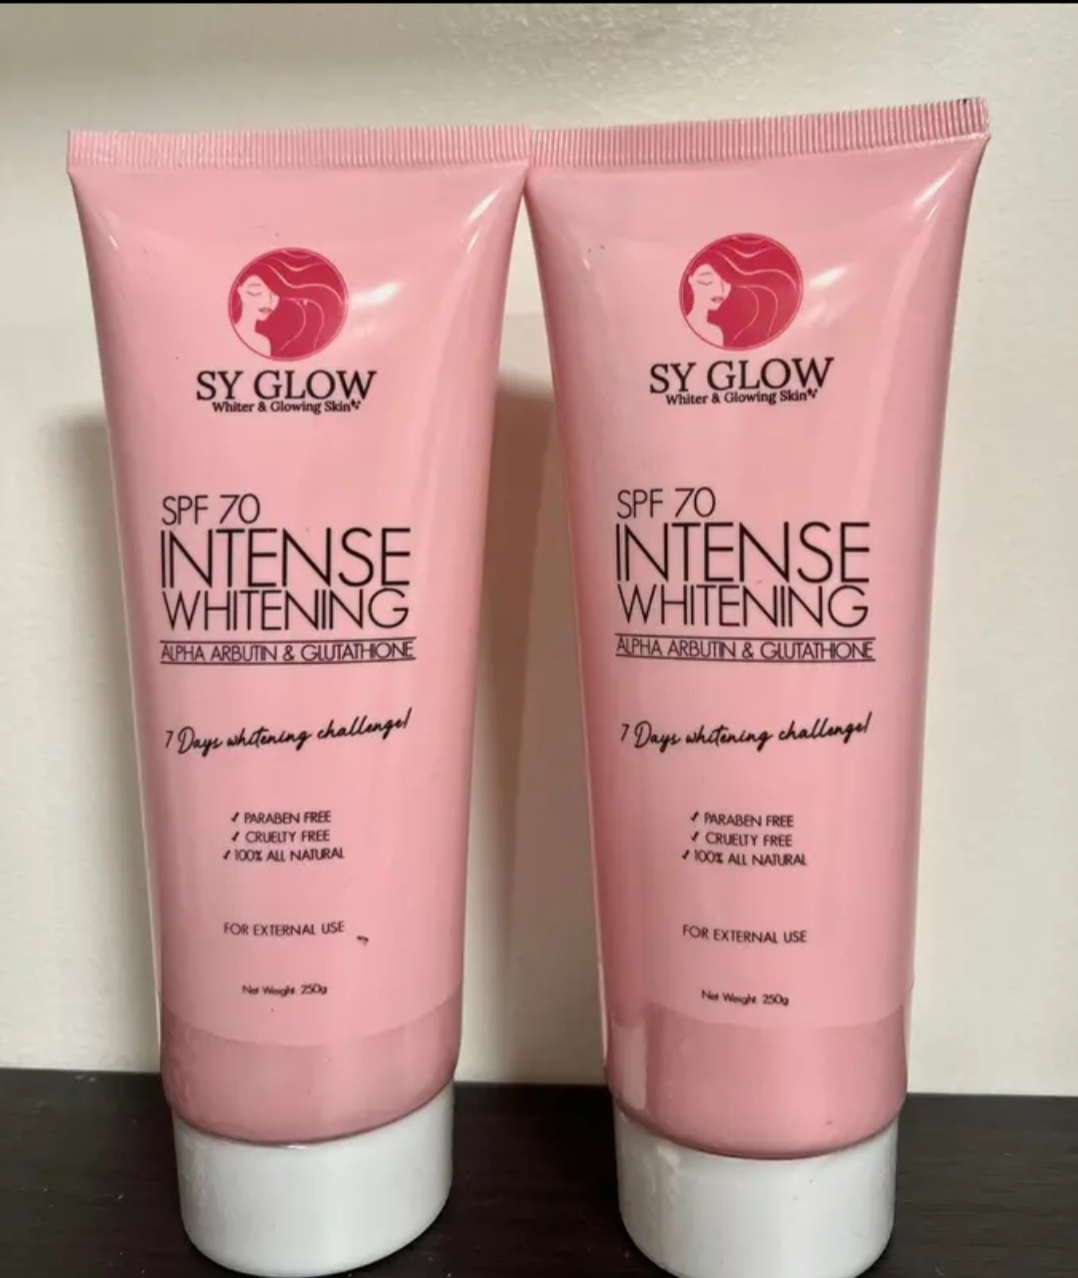 SY GLOW
Whiter & Glowing Skin
SPF 70
INTENSE
WHITENING
ALPHA ARBUTIN & GLUTATHIONE
7 Days whitening challenge!
✓ PARABEN FREE
✓ CRUELTY FREE
✓ 100% ALL NATURAL
FOR EXTERNAL USE
Net Weight: 250g
SY GLOW
Whiter & Glowing Skin
SPF 70
INTENSE
WHITENING
ALPHA ARBUTIN & GLUTATHIONE
7 Days whitening challenge!
✓ PARABEN FREE
✓ CRUELTY FREE
✓ 100% ALL NATURAL
FOR EXTERNAL USE
Net Weight: 250g